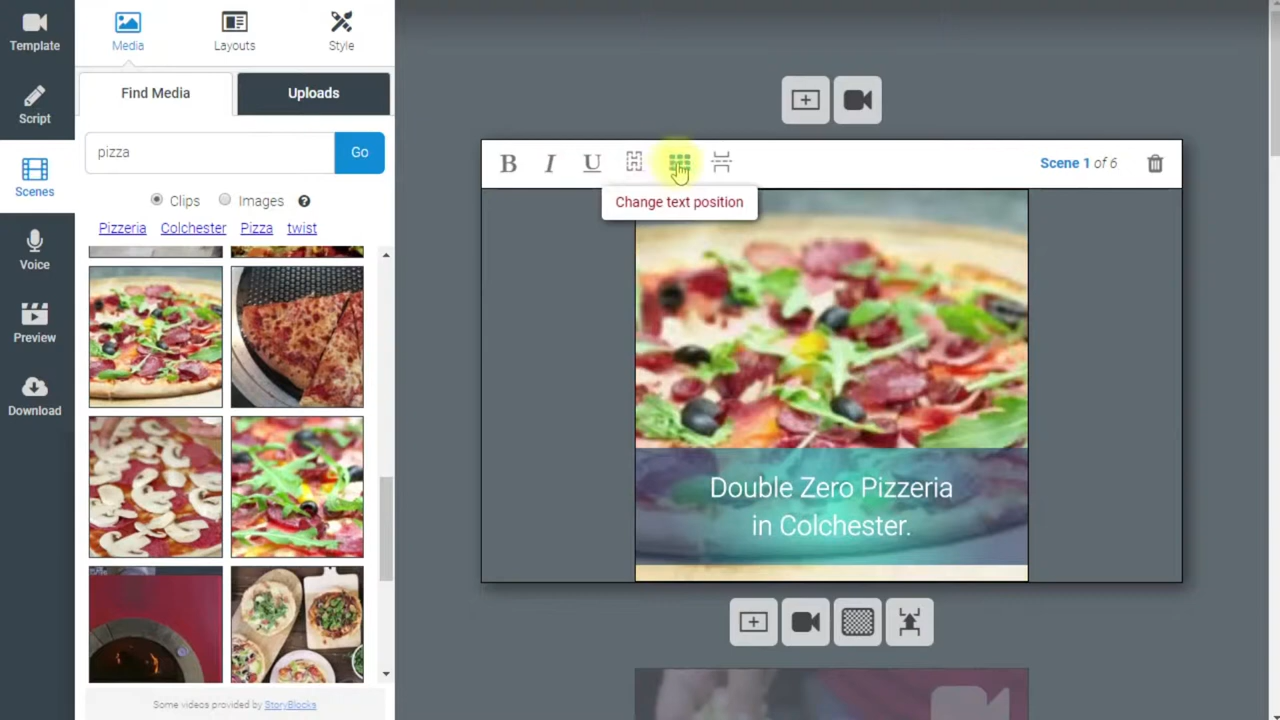 Template
Script
Scenes
Voice
Preview
Download
Media
Layouts
Style
Find Media
Uploads
pizza
Go
Clips
Images
?
Pizzeria Colchester Pizza twist
Some videos provided by StoryBlocks
B I U
Scene 1 of 6
Change text position
Double Zero Pizzeria
in Colchester.